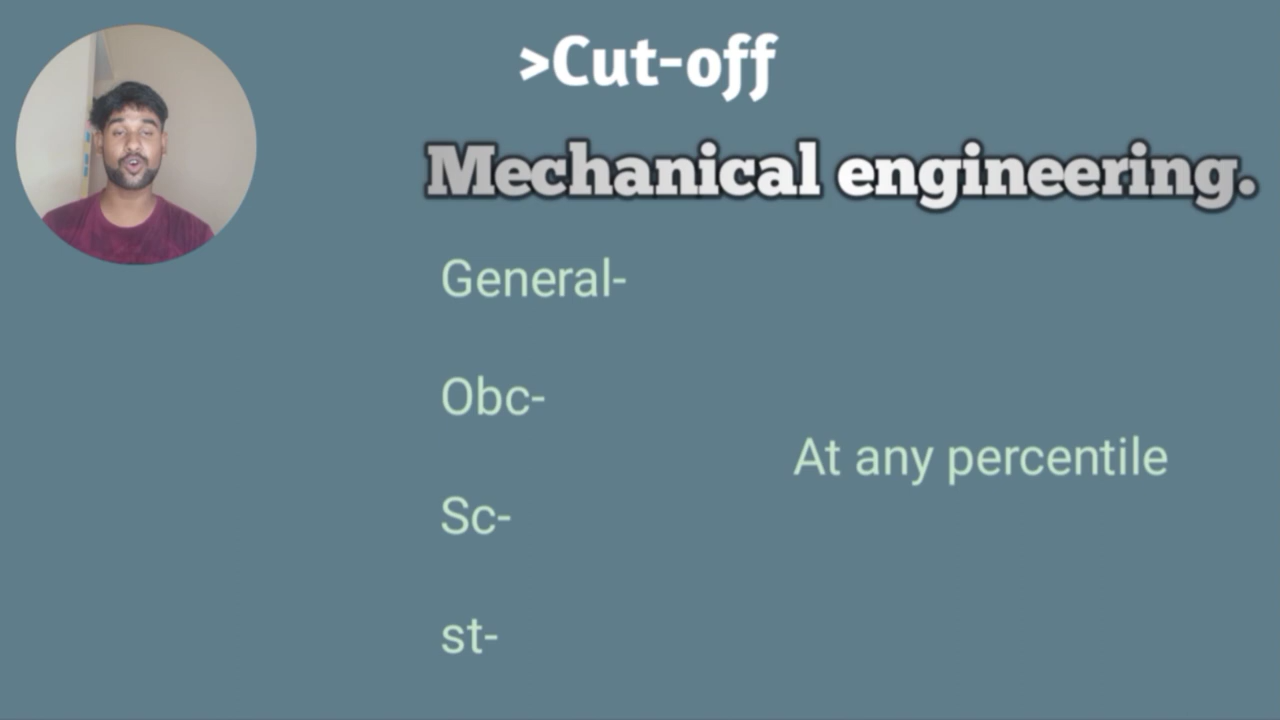 >Cut-off
Mechanical engineering.
General-
Obc-
At any percentile
Sc-
st-